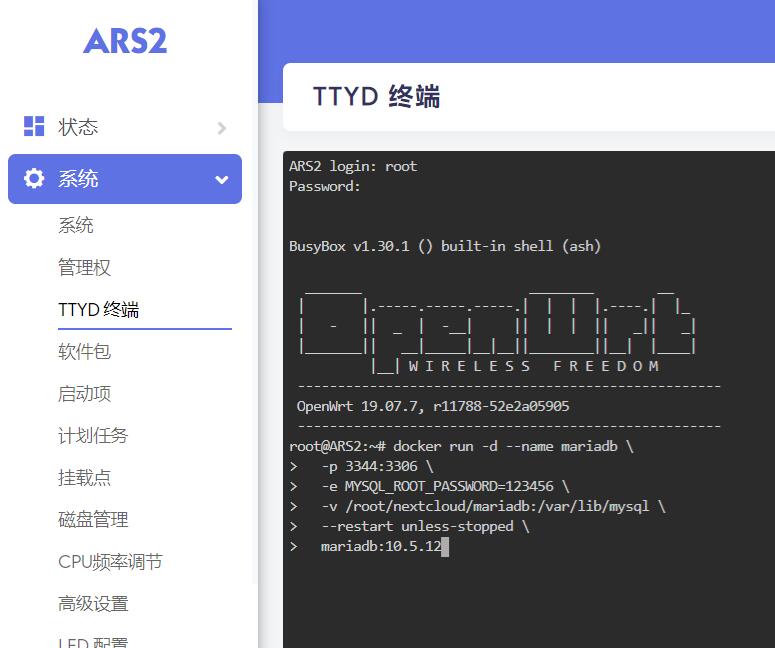 ARS2
状态
系统
系统
管理权
TTYD 终端
软件包
启动项
计划任务
挂载点
磁盘管理
CPU频率调节
高级设置
LED 配置
TTYD 终端
ARS2 login: root
Password:
BusyBox v1.30.1 () built-in shell (ash)
OpenWrt
W I R E L E S S   F R E E D O M
-----------------------------------------------------
OpenWrt 19.07.7, r11788-52e2a05905
-----------------------------------------------------
root@ARS2:~# docker run -d --name mariadb \
>   -p 3344:3306 \
>   -e MYSQL_ROOT_PASSWORD=123456 \
>   -v /root/nextcloud/mariadb:/var/lib/mysql \
>   --restart unless-stopped \
>   mariadb:10.5.12